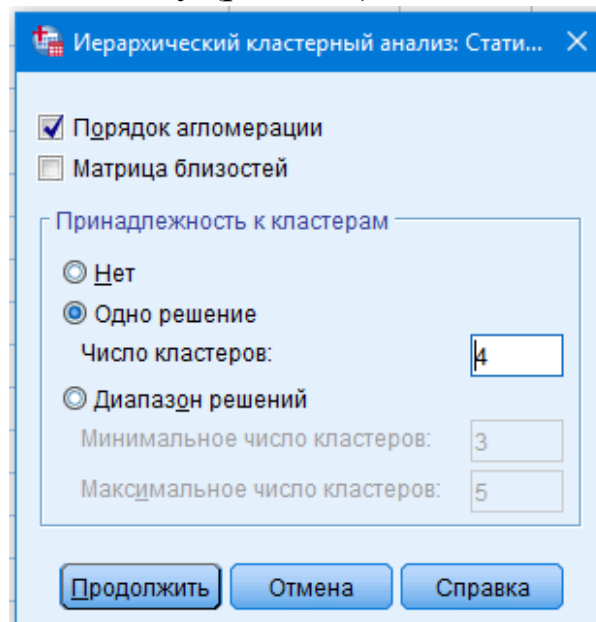 Иерархический кластерный анализ: Стати...
Порядок агломерации
Матрица близостей
Принадлежность к кластерам
Нет
Одно решение
Число кластеров: 4
Диапазон решений
Минимальное число кластеров: 3
Максимальное число кластеров: 5
Продолжить Отмена Справка